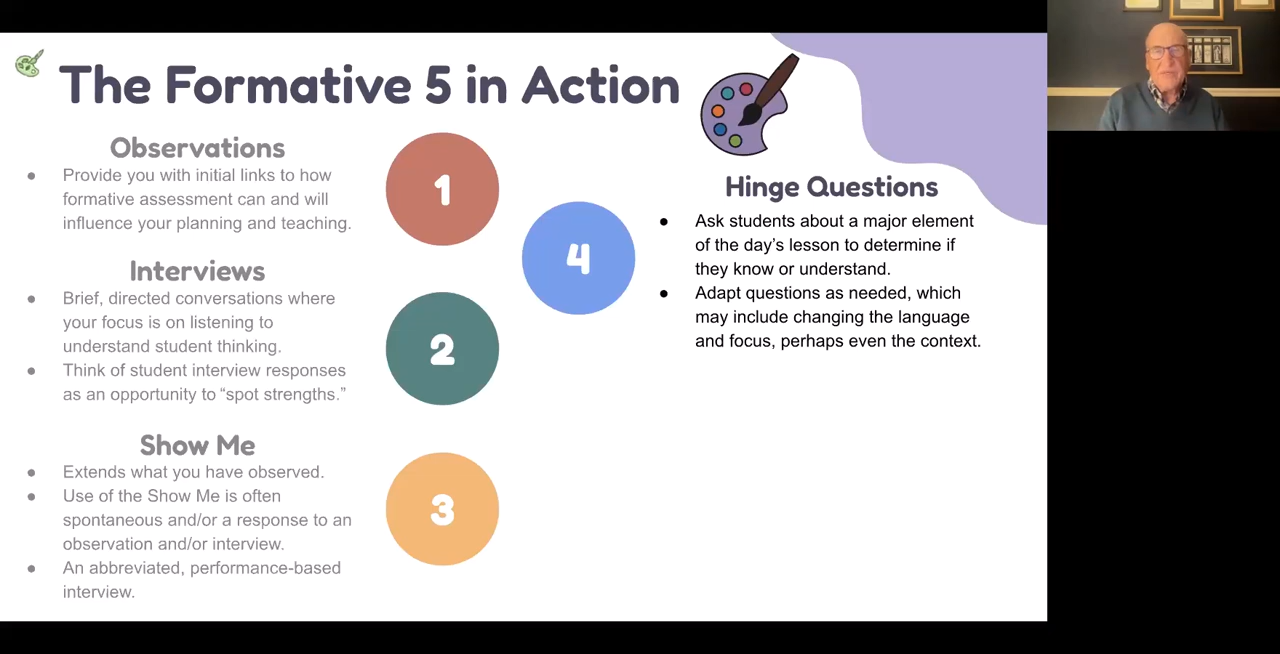 The Formative 5 in Action
Observations
● Provide you with initial links to how
formative assessment can and will
influence your planning and teaching.
Interviews
● Brief, directed conversations where
your focus is on listening to
understand student thinking.
● Think of student interview responses
as an opportunity to “spot strengths.”
Show Me
● Extends what you have observed.
● Use of the Show Me is often
spontaneous and/or a response to an
observation and/or interview.
● An abbreviated, performance-based
interview.
1
2
3
4
Hinge Questions
● Ask students about a major element
of the day’s lesson to determine if
they know or understand.
● Adapt questions as needed, which
may include changing the language
and focus, perhaps even the context.